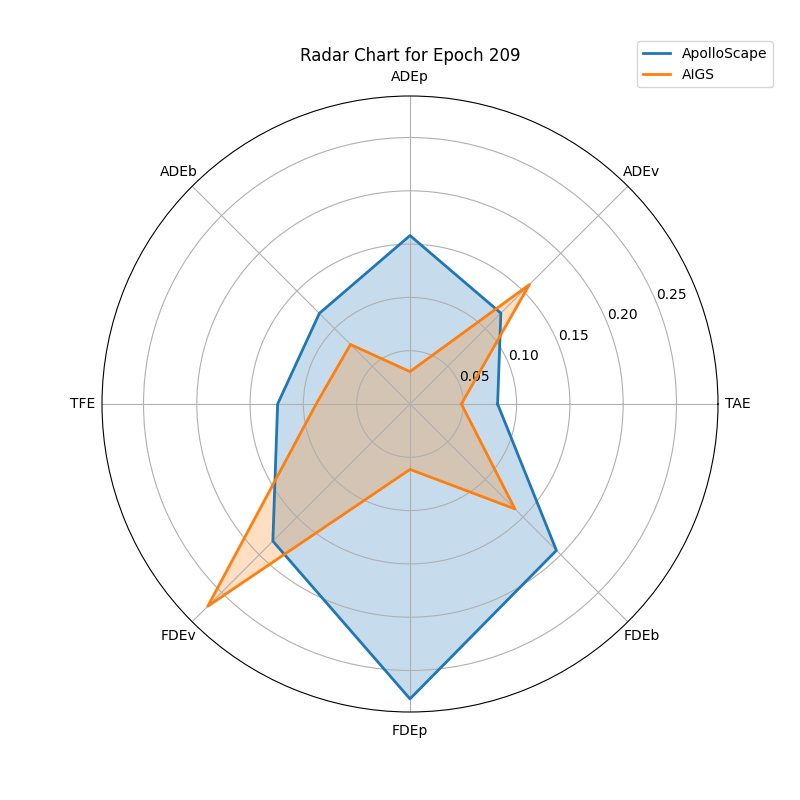 Radar Chart for Epoch 209
ApolloScape
AIGS
ADEp
ADEb
ADEv
0.25
0.20
0.15
0.10
0.05
TFE
TAE
FDEv
FDEb
FDEp